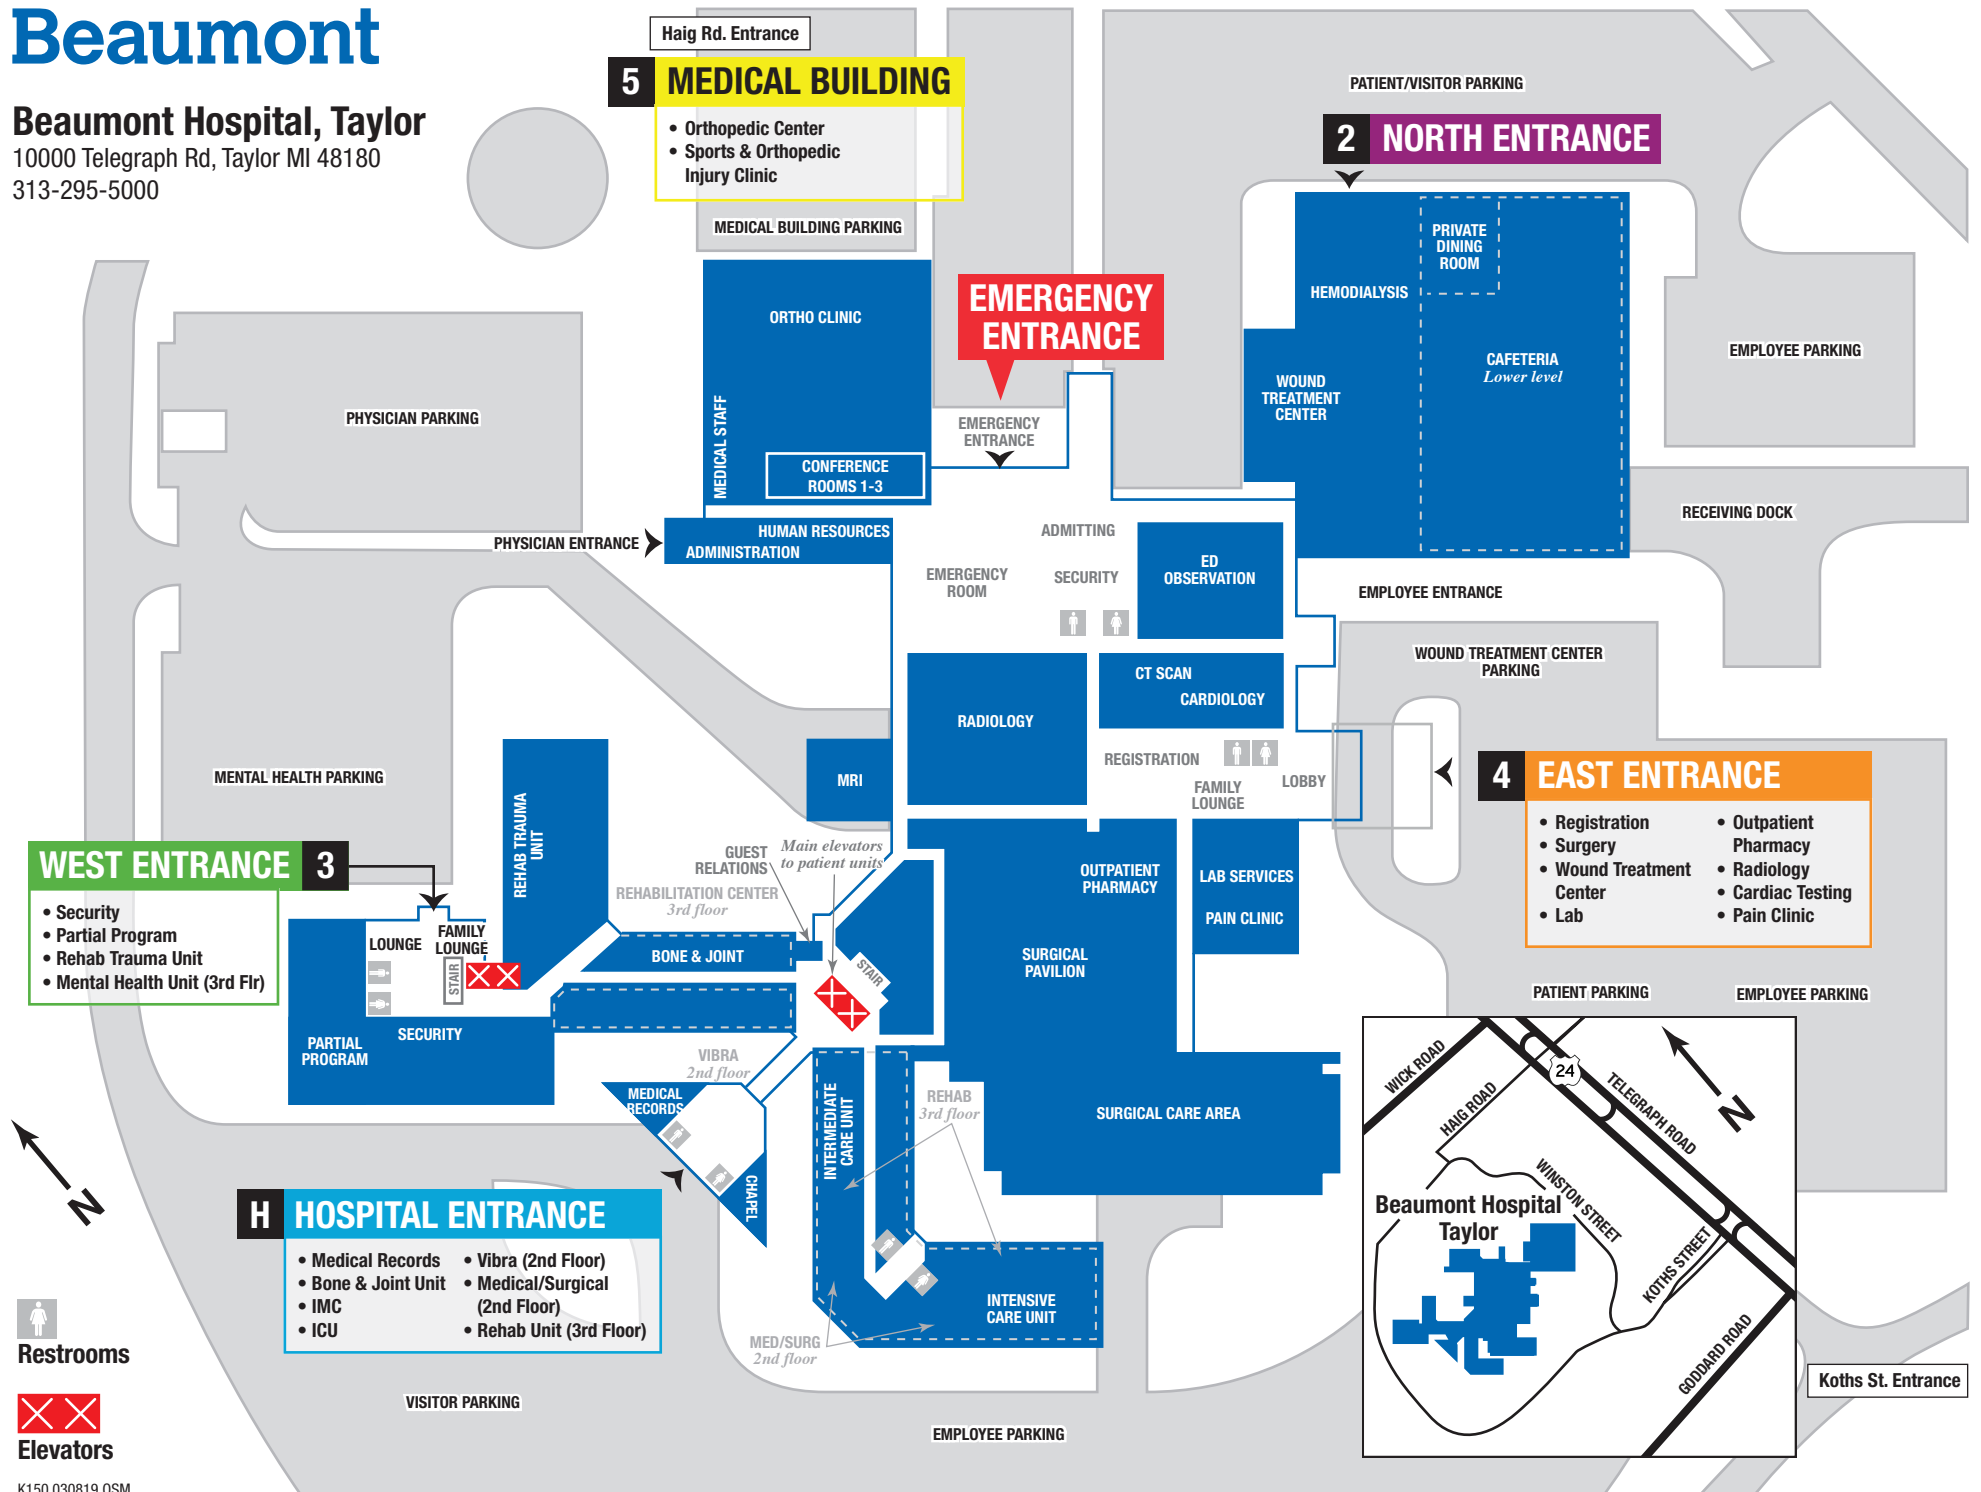 Beaumont
Beaumont Hospital, Taylor
10000 Telegraph Rd, Taylor MI 48180
313-295-5000
Haig Rd. Entrance
5 MEDICAL BUILDING
• Orthopedic Center
• Sports & Orthopedic
Injury Clinic
MEDICAL BUILDING PARKING
PATIENT/VISITOR PARKING
2 NORTH ENTRANCE
PRIVATE
DINING
ROOM
HEMODIALYSIS
CAFETERIA
Lower level
WOUND
TREATMENT
CENTER
EMPLOYEE PARKING
RECEIVING DOCK
EMERGENCY
ENTRANCE
EMERGENCY
ENTRANCE
ORTHO CLINIC
MEDICAL STAFF
CONFERENCE
ROOMS 1-3
PHYSICIAN PARKING
PHYSICIAN ENTRANCE
HUMAN RESOURCES
ADMINISTRATION
ADMITTING
EMERGENCY
ROOM
SECURITY
ED
OBSERVATION
EMPLOYEE ENTRANCE
WOUND TREATMENT CENTER
PARKING
CT SCAN
CARDIOLOGY
RADIOLOGY
REGISTRATION
FAMILY
LOUNGE
LOBBY
MRI
MENTAL HEALTH PARKING
4 EAST ENTRANCE
• Registration
• Surgery
• Wound Treatment
Center
• Lab
• Outpatient
Pharmacy
• Radiology
• Cardiac Testing
• Pain Clinic
WEST ENTRANCE 3
• Security
• Partial Program
• Rehab Trauma Unit
• Mental Health Unit (3rd Flr)
REHAB TRAUMA
UNIT
GUEST
RELATIONS
Main elevators
to patient units
REHABILITATION CENTER
3rd floor
LOUNGE
FAMILY
LOUNGE
STAIR
BONE & JOINT
STAIR
OUTPATIENT
PHARMACY
LAB SERVICES
PAIN CLINIC
SURGICAL
PAVILION
PARTIAL
PROGRAM
SECURITY
VIBRA
2nd floor
MEDICAL
RECORDS
CHAPEL
INTERMEDIATE
CARE UNIT
REHAB
3rd floor
SURGICAL CARE AREA
PATIENT PARKING
EMPLOYEE PARKING
N
H HOSPITAL ENTRANCE
• Medical Records
• Bone & Joint Unit
• IMC
• ICU
• Vibra (2nd Floor)
• Medical/Surgical
(2nd Floor)
• Rehab Unit (3rd Floor)
INTENSIVE
CARE UNIT
MED/SURG
2nd floor
VISITOR PARKING
EMPLOYEE PARKING
WICK ROAD
HAIG ROAD
24
TELEGRAPH ROAD
N
WINSTON STREET
Beaumont Hospital
Taylor
KOTHS STREET
GODDARD ROAD
Koths St. Entrance
Restrooms
Elevators
K150 030819 OSM